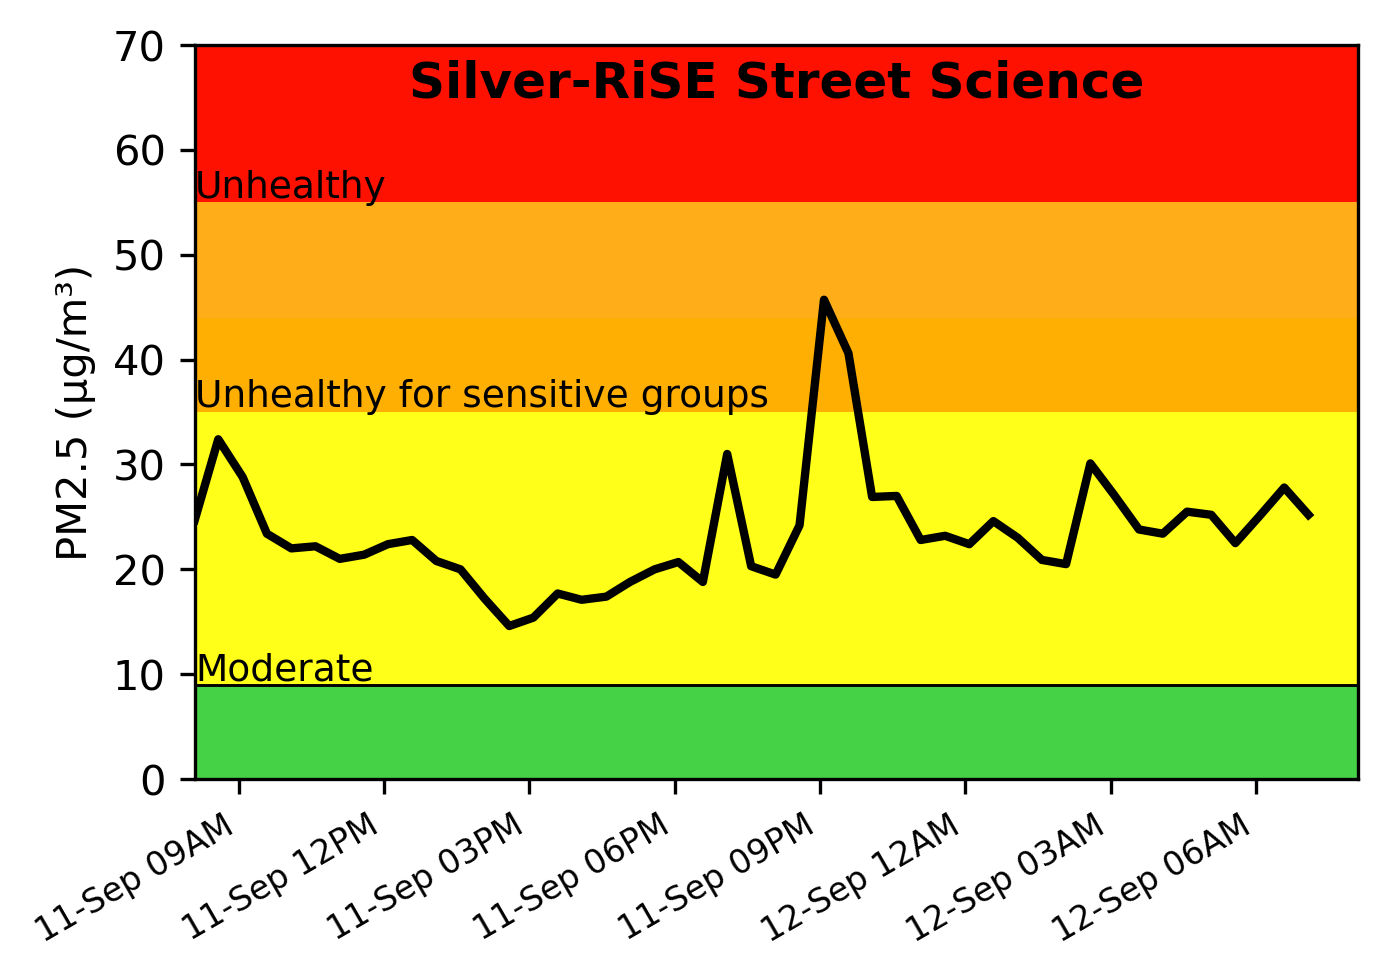 Silver-RiSE Street Science
70
60
Unhealthy
50
40
Unhealthy for sensitive groups
30
20
10
Moderate
0
PM2.5 (µg/m³)
11-Sep 09AM
11-Sep 12PM
11-Sep 03PM
11-Sep 06PM
11-Sep 09PM
12-Sep 12AM
12-Sep 03AM
12-Sep 06AM